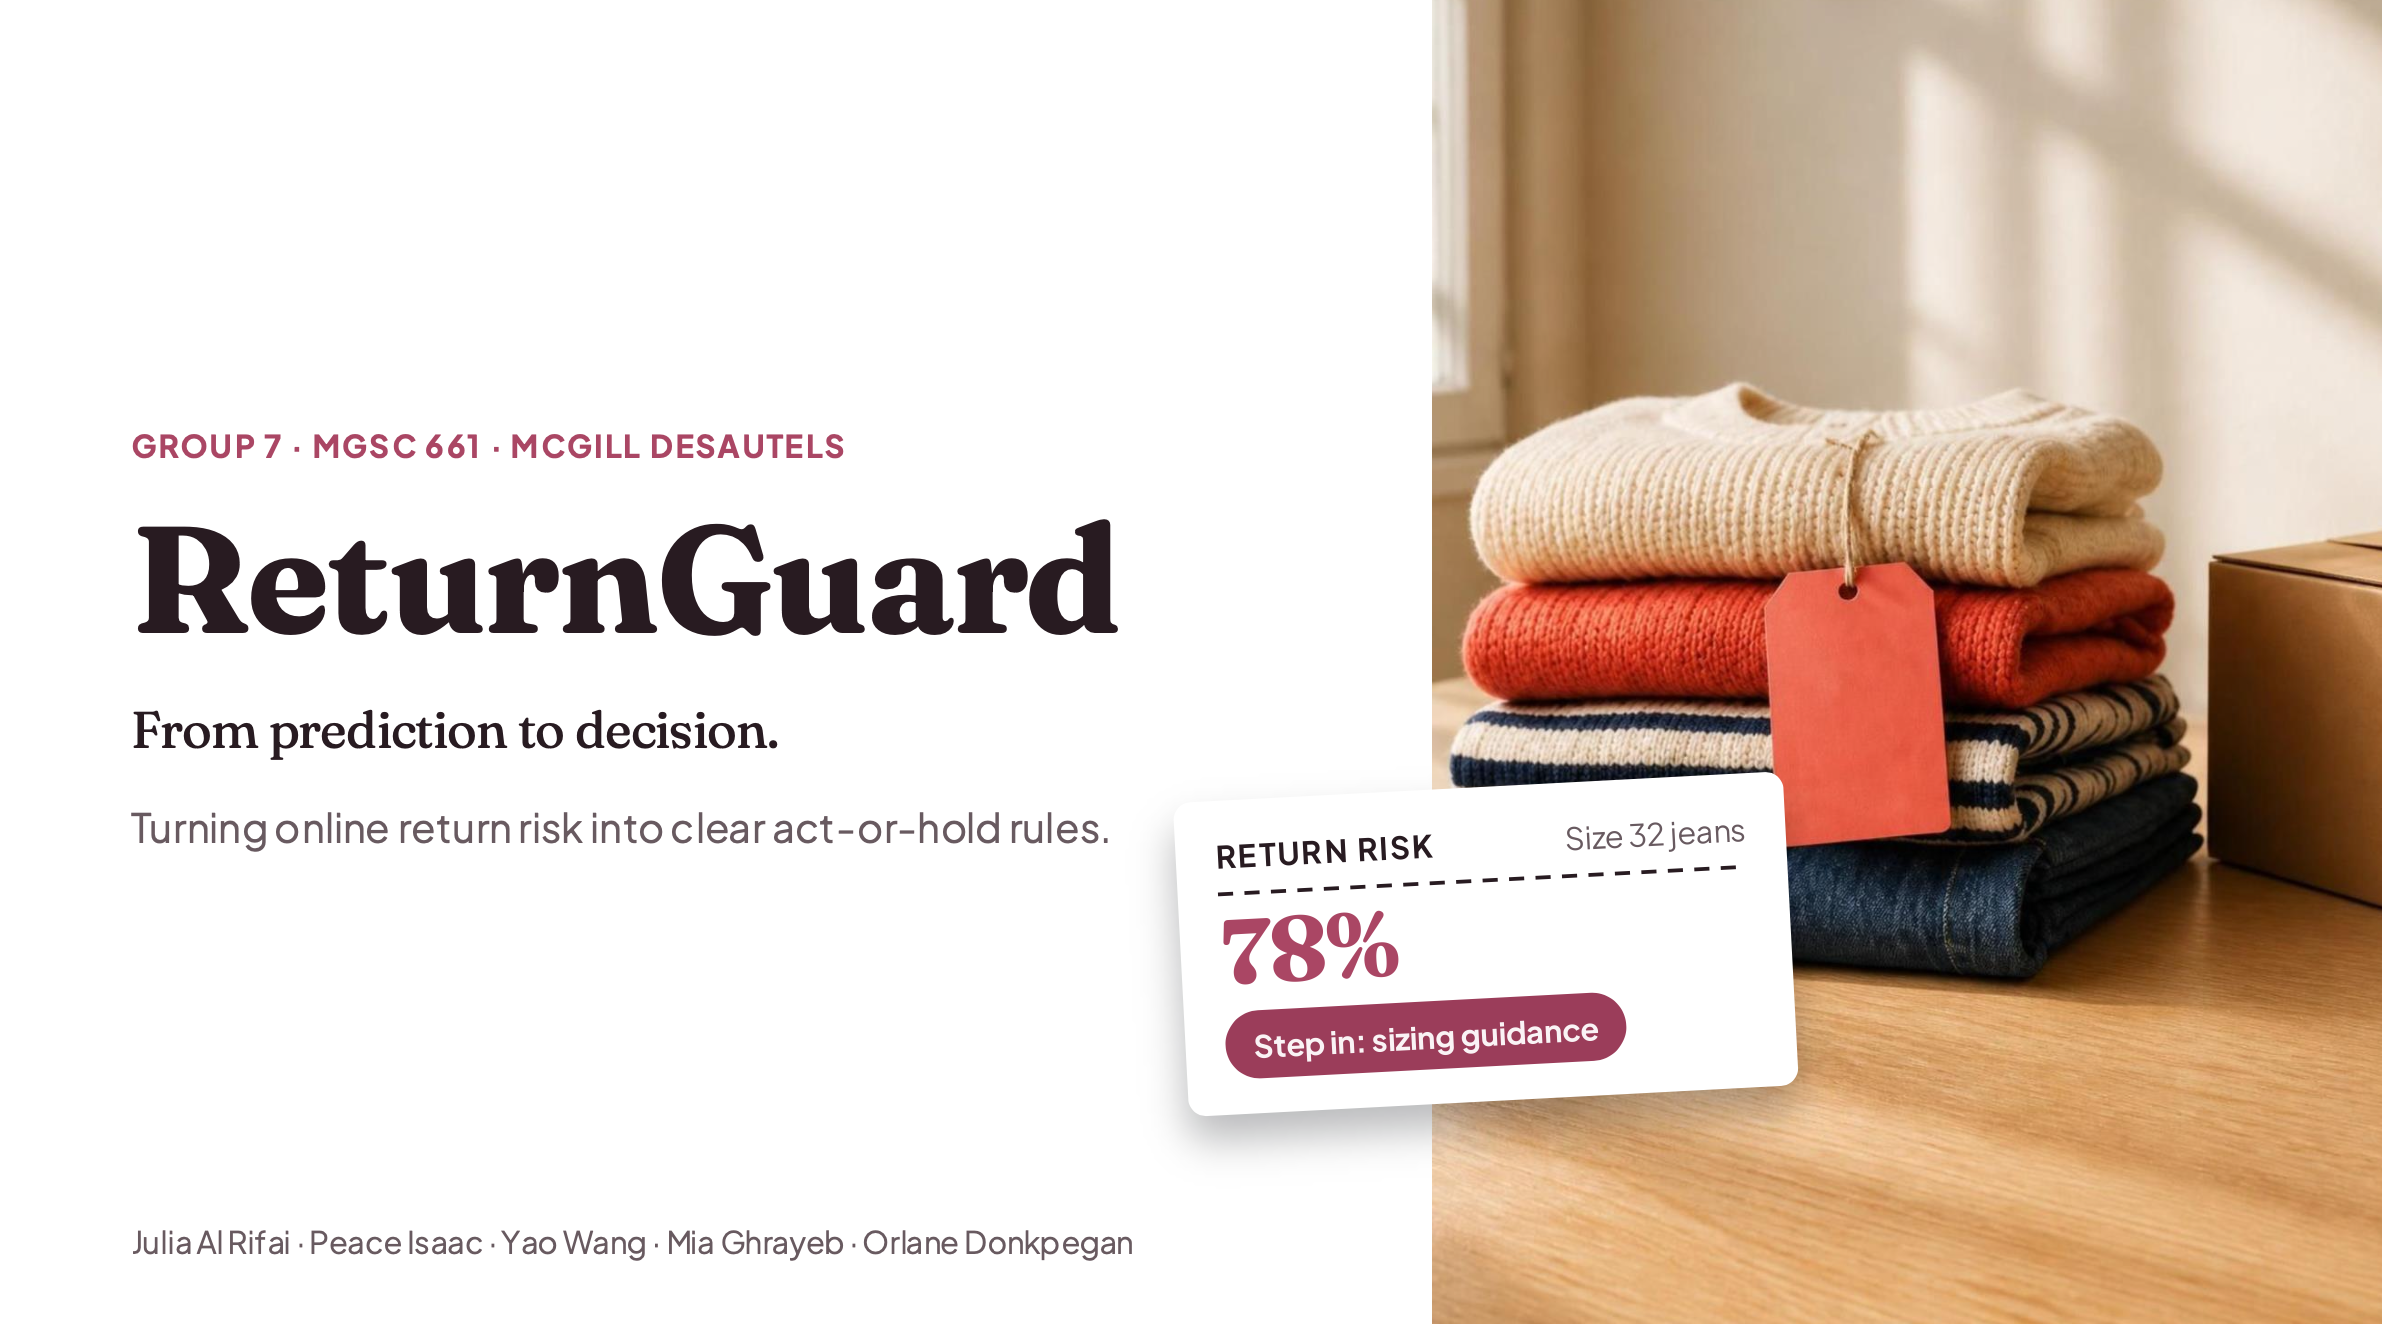 GROUP 7 · MGSC 661 · MCGILL DESAUTELS
ReturnGuard
From prediction to decision.
Turning online return risk into clear act-or-hold rules.
RETURN RISK Size 32 jeans
78%
Step in: sizing guidance
Julia Al Rifai · Peace Isaac · Yao Wang · Mia Ghrayeb · Orlane Donkpegan